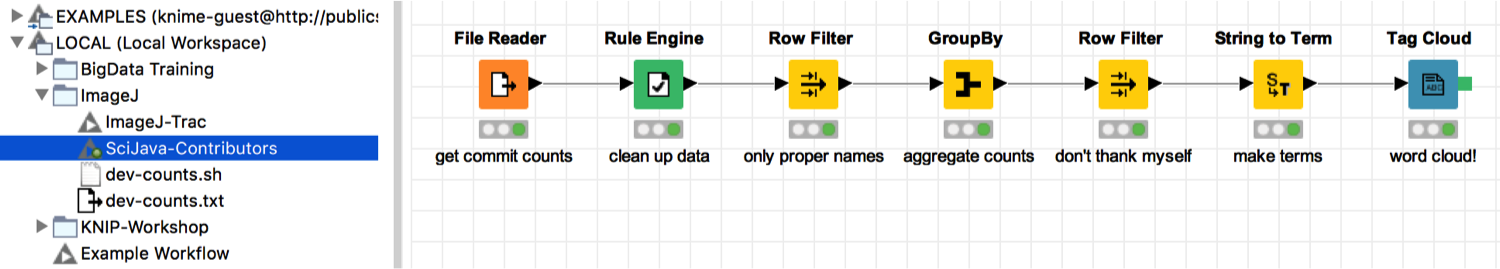 EXAMPLES (knime-guest@http://publics
LOCAL (Local Workspace)
BigData Training
ImageJ
ImageJ-Trac
SciJava-Contributors
dev-counts.sh
dev-counts.txt
KNIP-Workshop
Example Workflow
File Reader Rule Engine Row Filter GroupBy Row Filter String to Term Tag Cloud
S
T
ABC
get commit counts clean up data only proper names aggregate counts don't thank myself make terms word cloud!